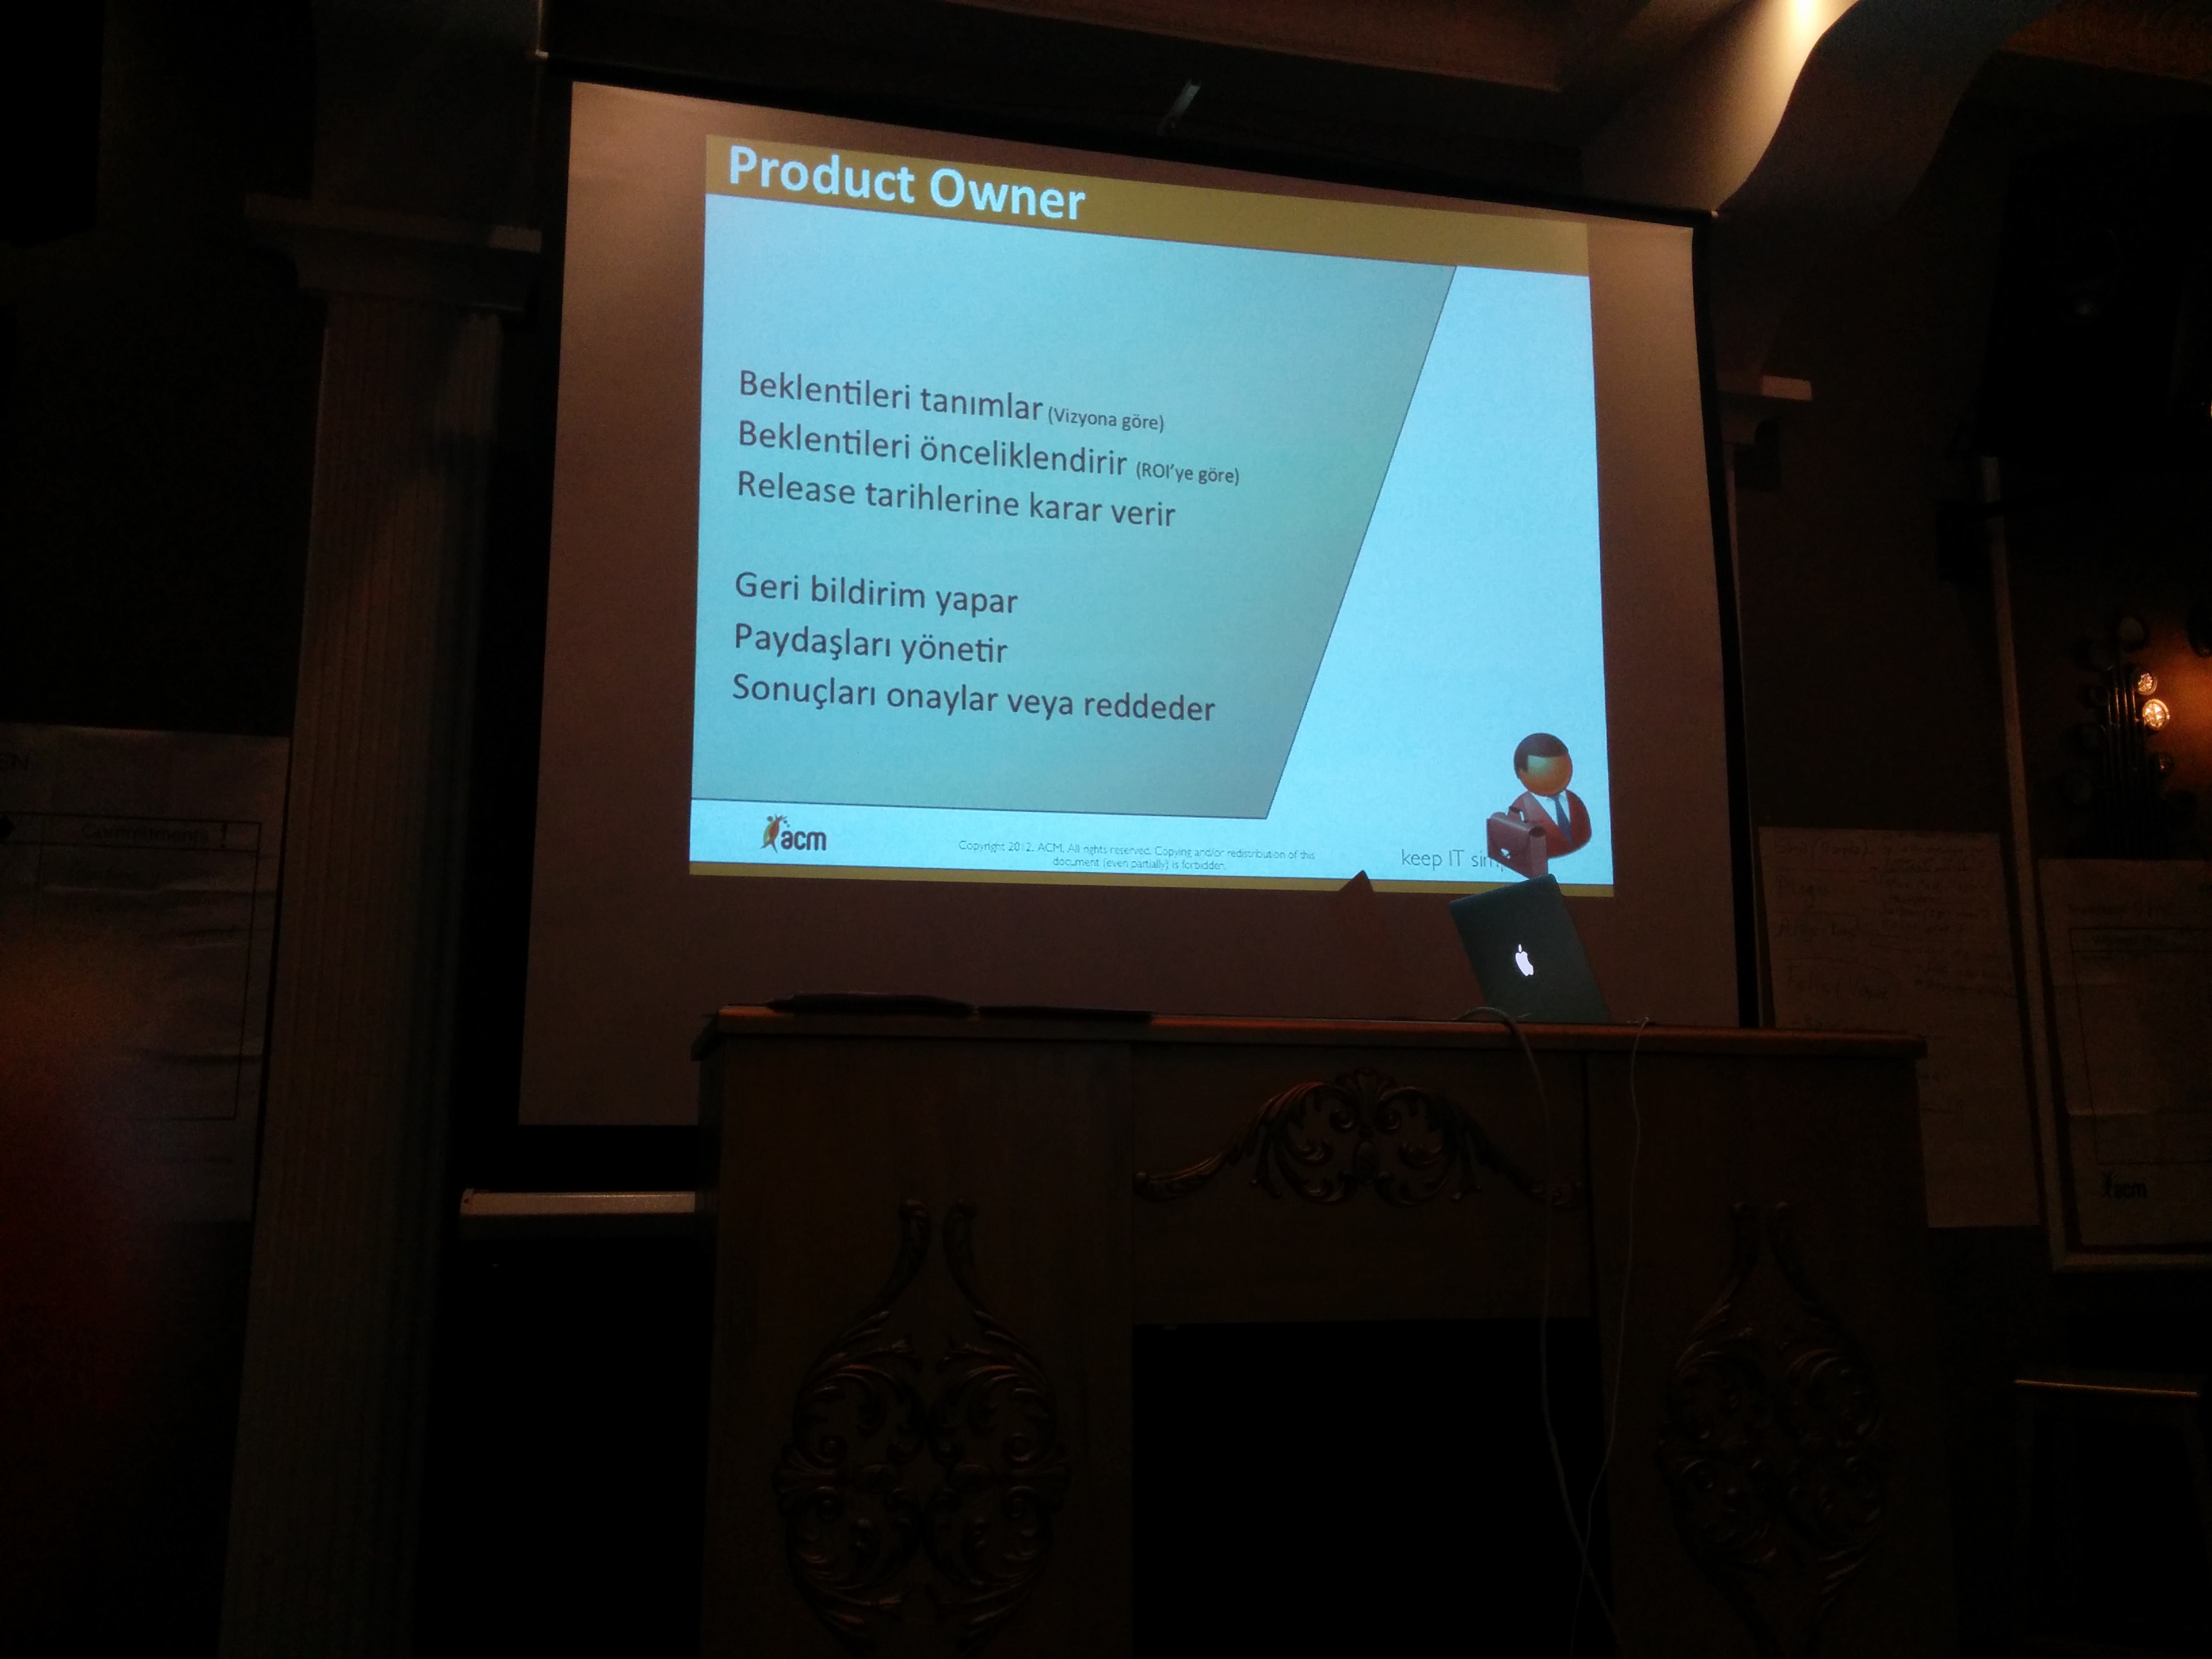 Product Owner
Beklentileri tanımlar (Vizyona göre)
Beklentileri önceliklendirir (ROI'ye göre)
Release tarihlerine karar verir
Geri bildirim yapar
Paydaşları yönetir
Sonuçları onaylar veya reddeder
acm
Copyright 2012. ACM. All rights reserved. Copying and/or redistribution of this
document (even partially) is forbidden.
keep IT
Commitments !
acm